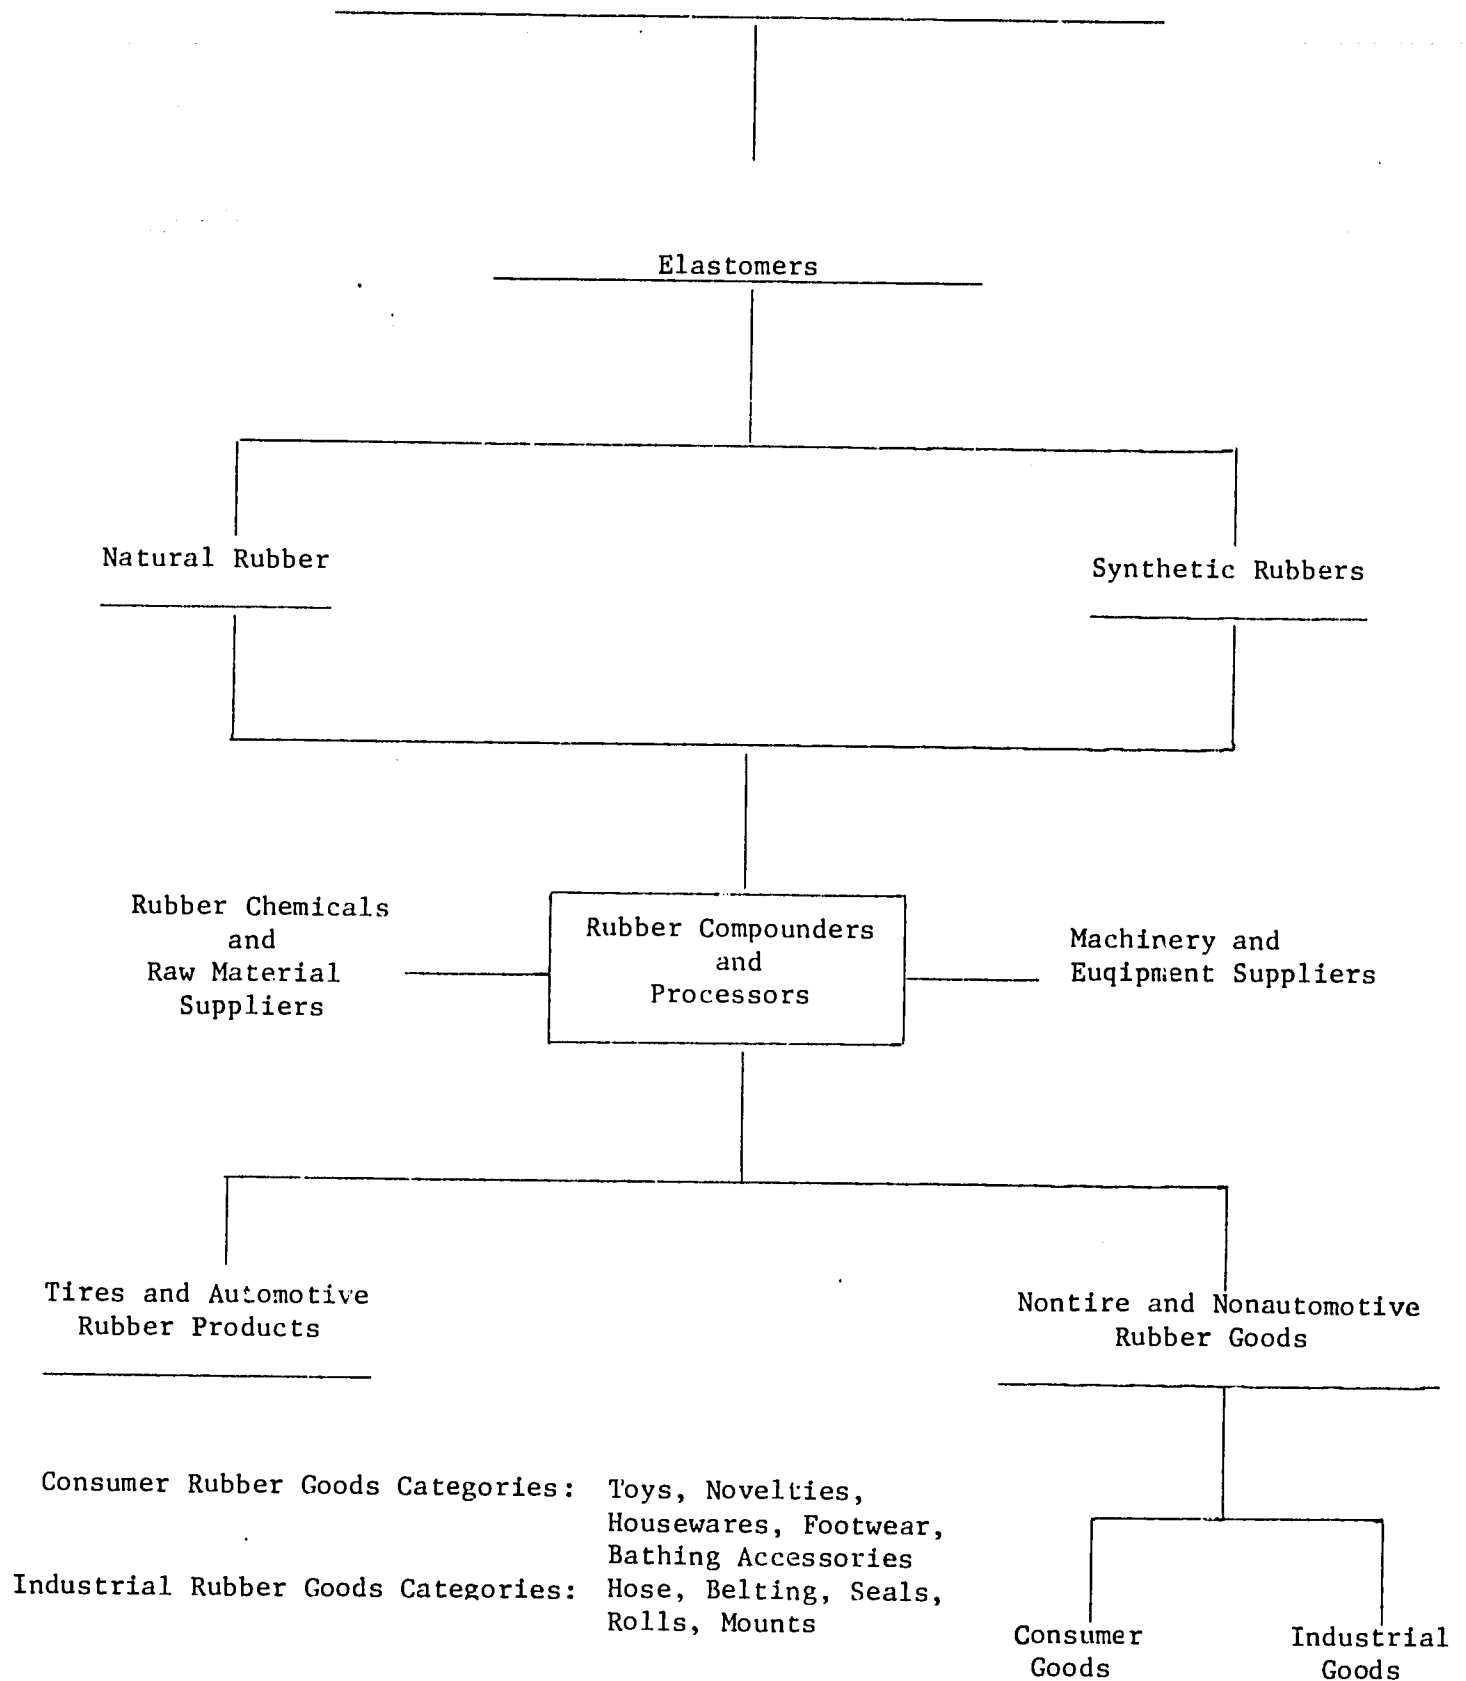 Elastomers
Natural Rubber
Synthetic Rubbers
Rubber Chemicals
and
Raw Material
Suppliers
Rubber Compounders
and
Processors
Machinery and
Euqipment Suppliers
Tires and Automotive
Rubber Products
Nontire and Nonautomotive
Rubber Goods
Consumer Rubber Goods Categories: Toys, Novelties,
Housewares, Footwear,
Bathing Accessories
Industrial Rubber Goods Categories: Hose, Belting, Seals,
Rolls, Mounts
Consumer
Goods
Industrial
Goods